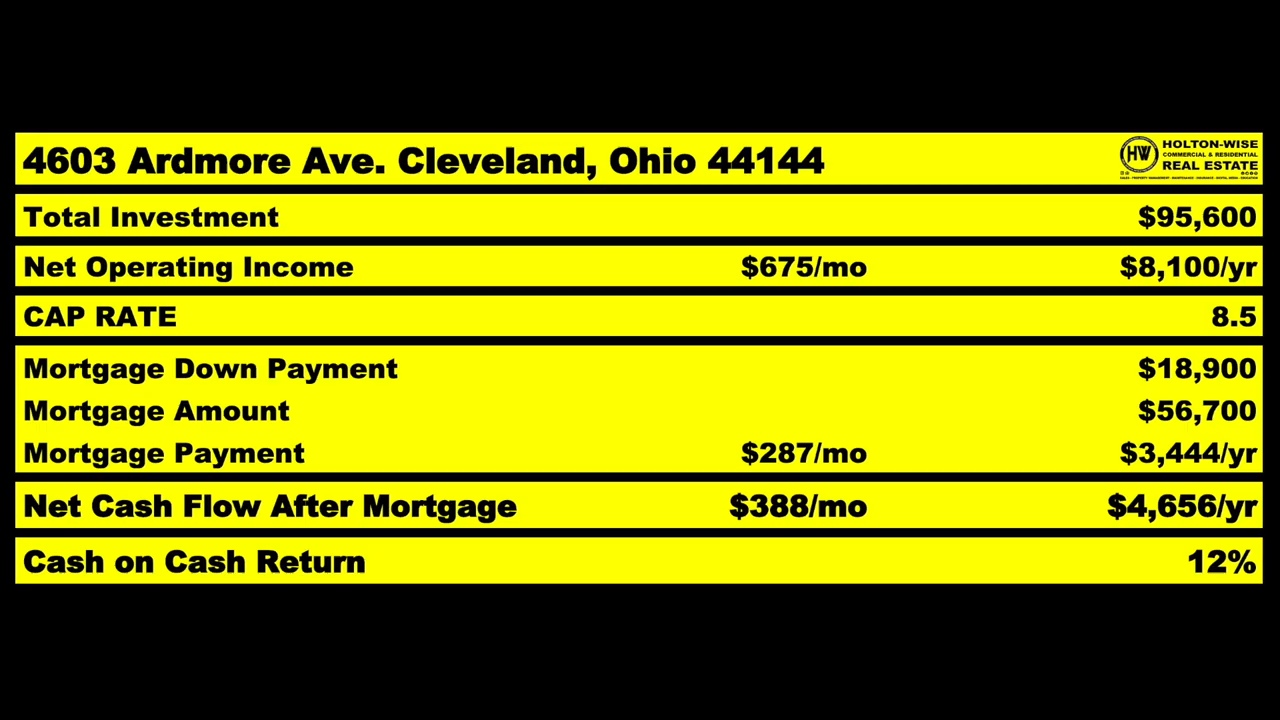 4603 Ardmore Ave. Cleveland, Ohio 44144
HW
HOLTON-WISE
COMMERCIAL & RESIDENTIAL
REAL ESTATE
Total Investment $95,600
Net Operating Income $675/mo $8,100/yr
CAP RATE 8.5
Mortgage Down Payment $18,900
Mortgage Amount $56,700
Mortgage Payment $287/mo $3,444/yr
Net Cash Flow After Mortgage $388/mo $4,656/yr
Cash on Cash Return 12%